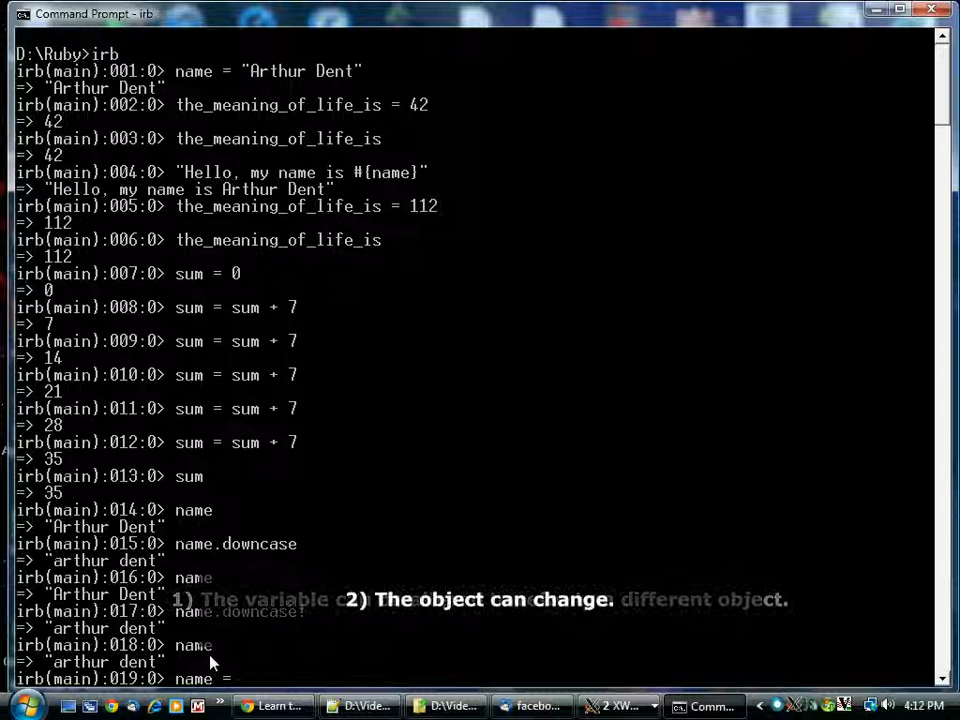 Command Prompt - irb
D:\Ruby>irb
irb(main):001:0> name = "Arthur Dent"
=> "Arthur Dent"
irb(main):002:0> the_meaning_of_life_is = 42
=> 42
irb(main):003:0> the_meaning_of_life_is
=> 42
irb(main):004:0> "Hello, my name is #{name}"
=> "Hello, my name is Arthur Dent"
irb(main):005:0> the_meaning_of_life_is = 112
=> 112
irb(main):006:0> the_meaning_of_life_is
=> 112
irb(main):007:0> sum = 0
=> 0
irb(main):008:0> sum = sum + 7
=> 7
irb(main):009:0> sum = sum + 7
=> 14
irb(main):010:0> sum = sum + 7
=> 21
irb(main):011:0> sum = sum + 7
=> 28
irb(main):012:0> sum = sum + 7
=> 35
irb(main):013:0> sum
=> 35
irb(main):014:0> name
=> "Arthur Dent"
irb(main):015:0> name.downcase
=> "arthur dent"
irb(main):016:0> name
=> "Arthur Dent"
1) The variable 2) The object can change. different object.
irb(main):017:0> name.downcase!
=> "arthur dent"
irb(main):018:0> name
=> "arthur dent"
irb(main):019:0> name =
Learn t... D:\Vide... D:\Vide... facebo... 2 XW... Comm... 4:12 PM